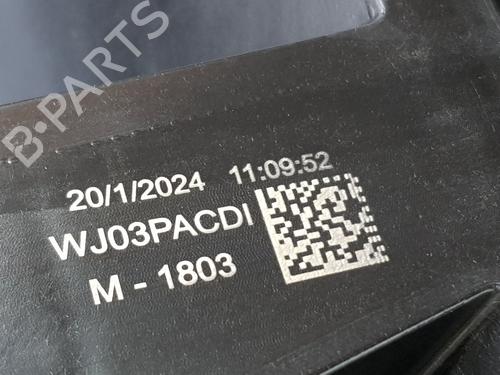 B-PARTS
20/1/2024 11:09:52
WJ03PACDI
M - 1803